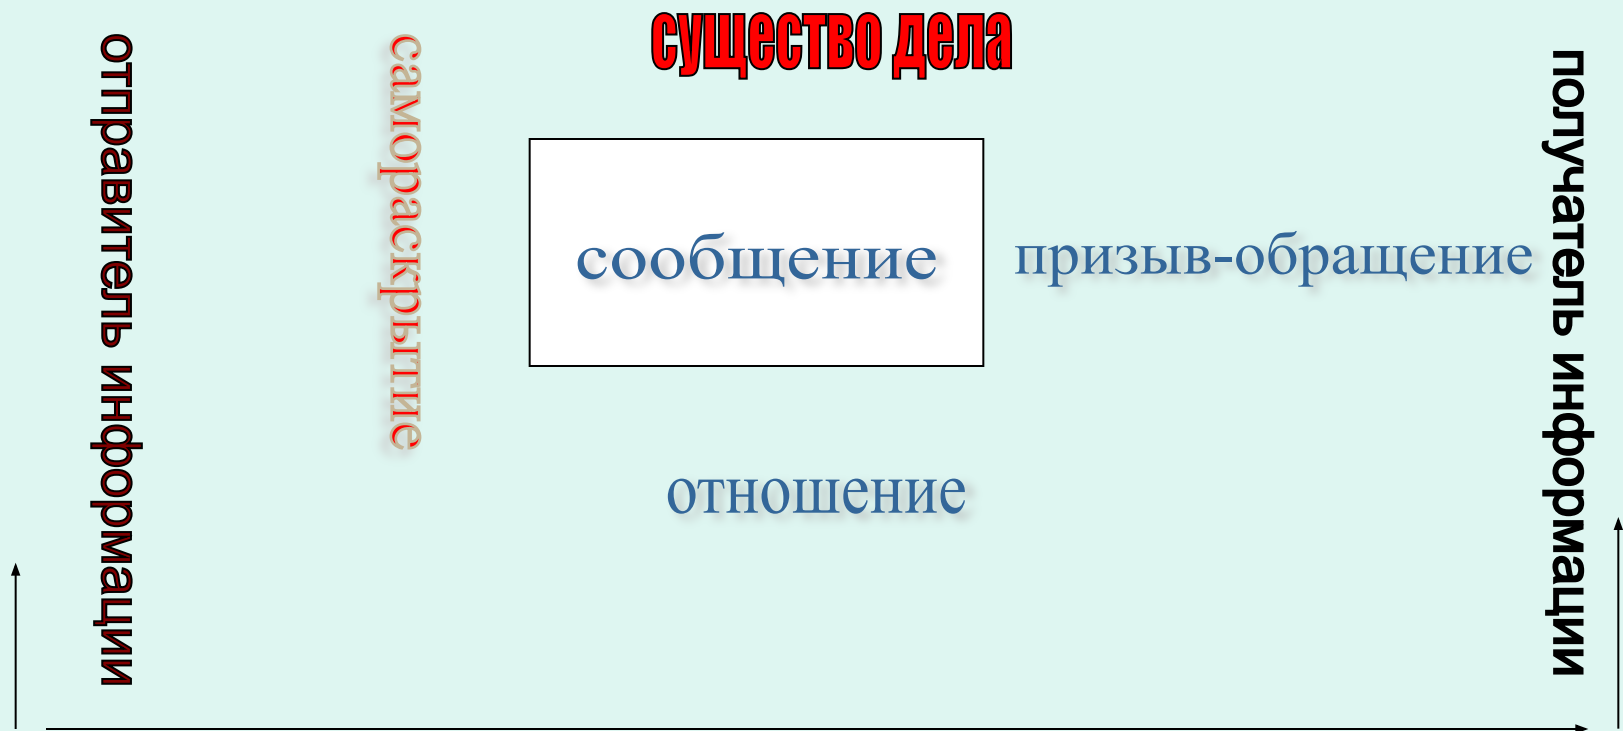 существо дела
отправитель информации
самораскрытие
сообщение
призыв-обращение
получатель информации
отношение